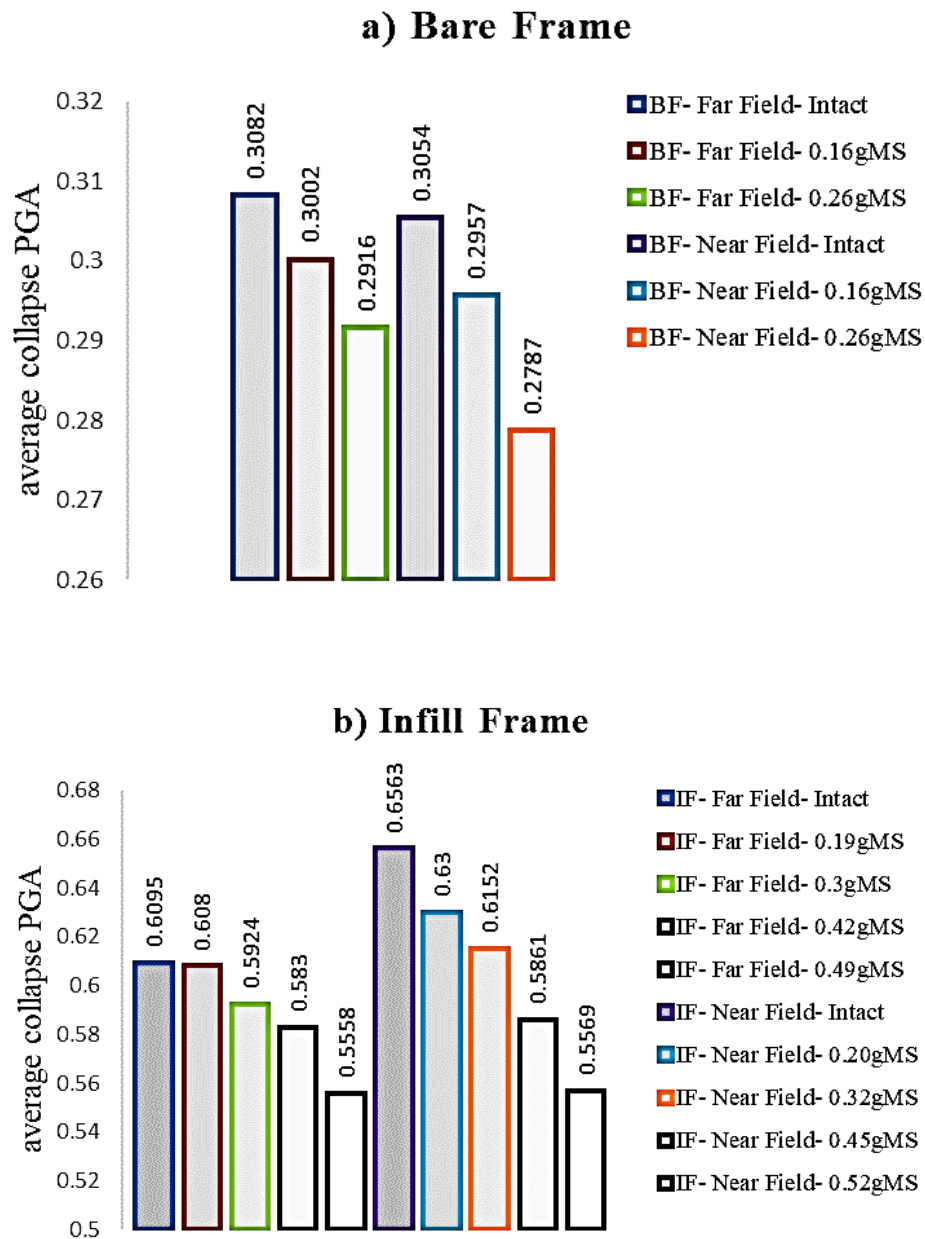 a) Bare Frame
average collapse PGA
0.32
0.31
0.3
0.29
0.28
0.27
0.26
0.3082
0.3002
0.2916
0.3054
0.2957
0.2787
BF- Far Field- Intact
BF- Far Field- 0.16gMS
BF- Far Field- 0.26gMS
BF- Near Field- Intact
BF- Near Field- 0.16gMS
BF- Near Field- 0.26gMS
b) Infill Frame
average collapse PGA
0.68
0.66
0.64
0.62
0.6
0.58
0.56
0.54
0.52
0.5
0.6095
0.608
0.5924
0.583
0.5558
0.6563
0.63
0.6152
0.5861
0.5569
IF- Far Field- Intact
IF- Far Field- 0.19gMS
IF- Far Field- 0.3gMS
IF- Far Field- 0.42gMS
IF- Far Field- 0.49gMS
IF- Near Field- Intact
IF- Near Field- 0.20gMS
IF- Near Field- 0.32gMS
IF- Near Field- 0.45gMS
IF- Near Field- 0.52gMS